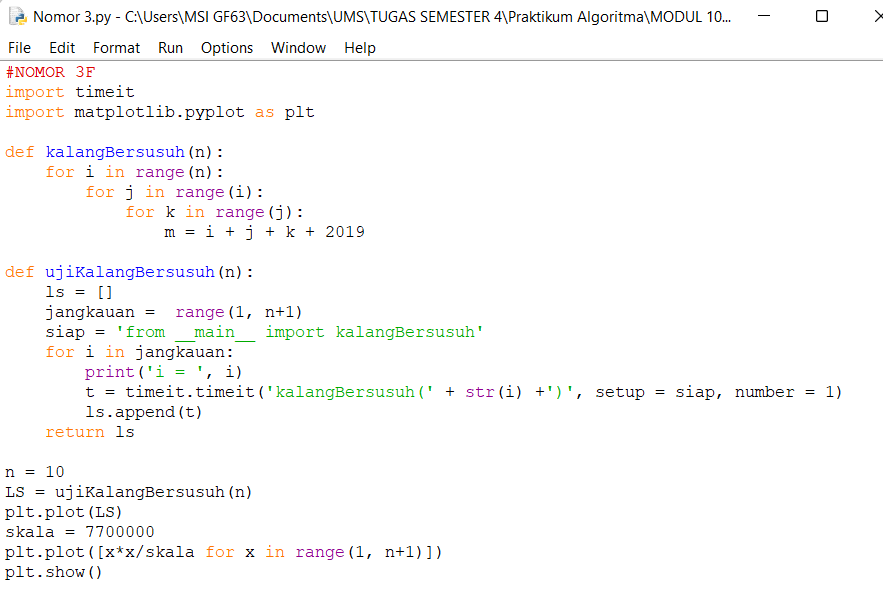 Nomor 3.py - C:\Users\MSI GF63\Documents\UMS\TUGAS SEMESTER 4\Praktikum Algoritma\MODUL 10...
File Edit Format Run Options Window Help
#NOMOR 3F
import timeit
import matplotlib.pyplot as plt

def kalangBersusuh(n):
    for i in range(n):
        for j in range(i):
            for k in range(j):
                m = i + j + k + 2019

def ujiKalangBersusuh(n):
    ls = []
    jangkauan =  range(1, n+1)
    siap = 'from __main__ import kalangBersusuh'
    for i in jangkauan:
        print('i = ', i)
        t = timeit.timeit('kalangBersusuh(' + str(i) +')', setup = siap, number = 1)
        ls.append(t)
    return ls

n = 10
LS = ujiKalangBersusuh(n)
plt.plot(LS)
skala = 7700000
plt.plot([x*x/skala for x in range(1, n+1)])
plt.show()